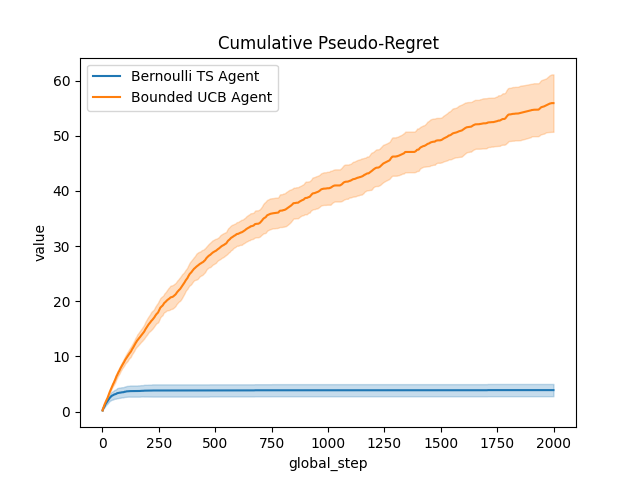 Cumulative Pseudo-Regret
Bernoulli TS Agent
Bounded UCB Agent
60
50
40
30
20
10
0
value
0 250 500 750 1000 1250 1500 1750 2000
global_step